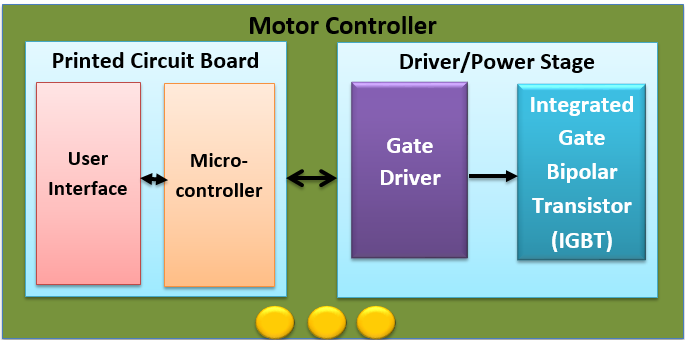 Motor Controller
Printed Circuit Board
Driver/Power Stage
User
Interface
Micro-
controller
Gate
Driver
Integrated
Gate
Bipolar
Transistor
(IGBT)